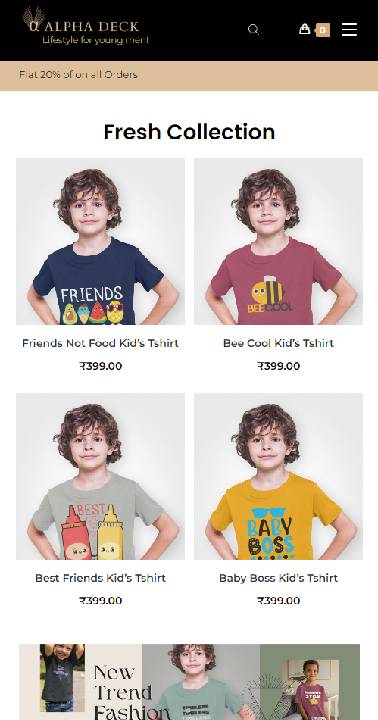 α ALPHA DECK
Lifestyle for young men!
0
Flat 20% of on all Orders
Fresh Collection
FRIENDS
BEE COOL
Friends Not Food Kid's Tshirt
Bee Cool Kid's Tshirt
₹399.00
₹399.00
BEST
BABY
BOSS
Best Friends Kid's Tshirt
Baby Boss Kid's Tshirt
₹399.00
₹399.00
New
Trend
Fashion